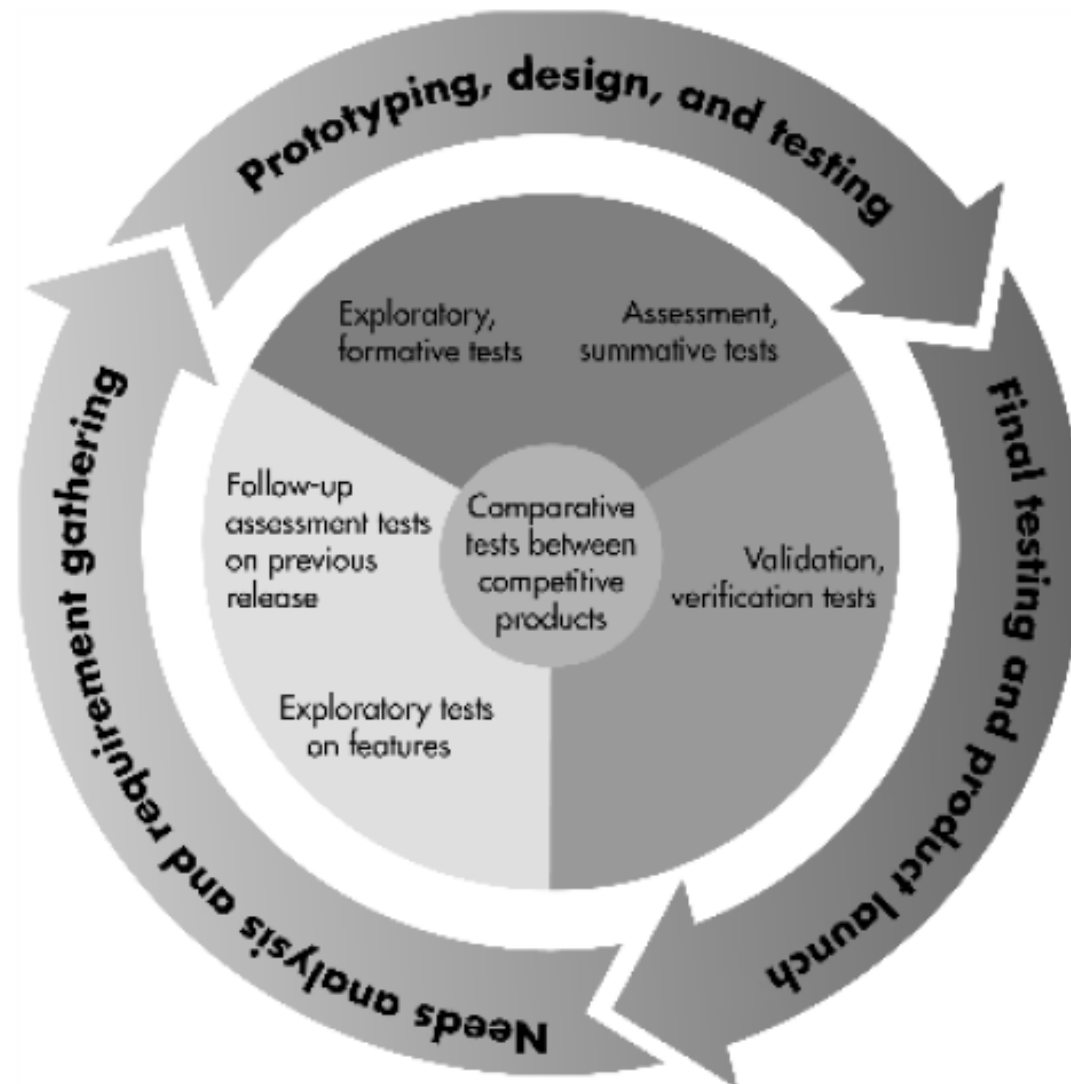 Prototyping, design, and testing
Exploratory,
formative tests
Assessment,
summative tests
Final testing and product launch
Follow-up
assessment tests
on previous
release
Comparative
tests between
competitive
products
Validation,
verification tests
Exploratory tests
on features
Needs analysis and requirement gathering